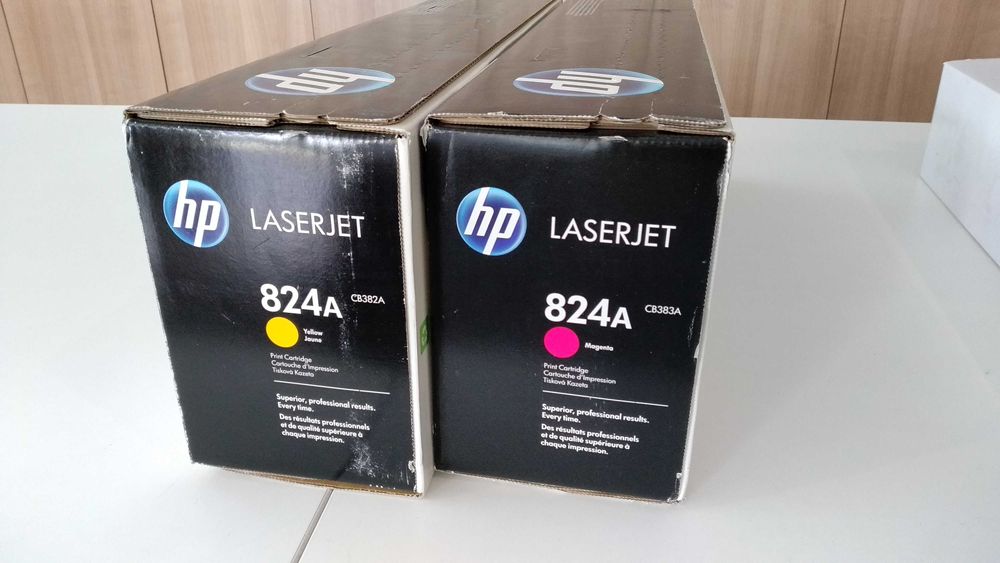 hp
hp
hp
LASERJET
824A CB382A
Yellow
Jaune
Print Cartridge
Cartouche d'Impression
Tisková Kazeta
Superior, professional results.
Every time.
Des résultats professionnels
et de qualité supérieure à
chaque impression.
hp
LASERJET
824A CB383A
Magenta
Print Cartridge
Cartouche d'Impression
Tisková Kazeta
Superior, professional results.
Every time.
Des résultats professionnels
et de qualité supérieure à
chaque impression.